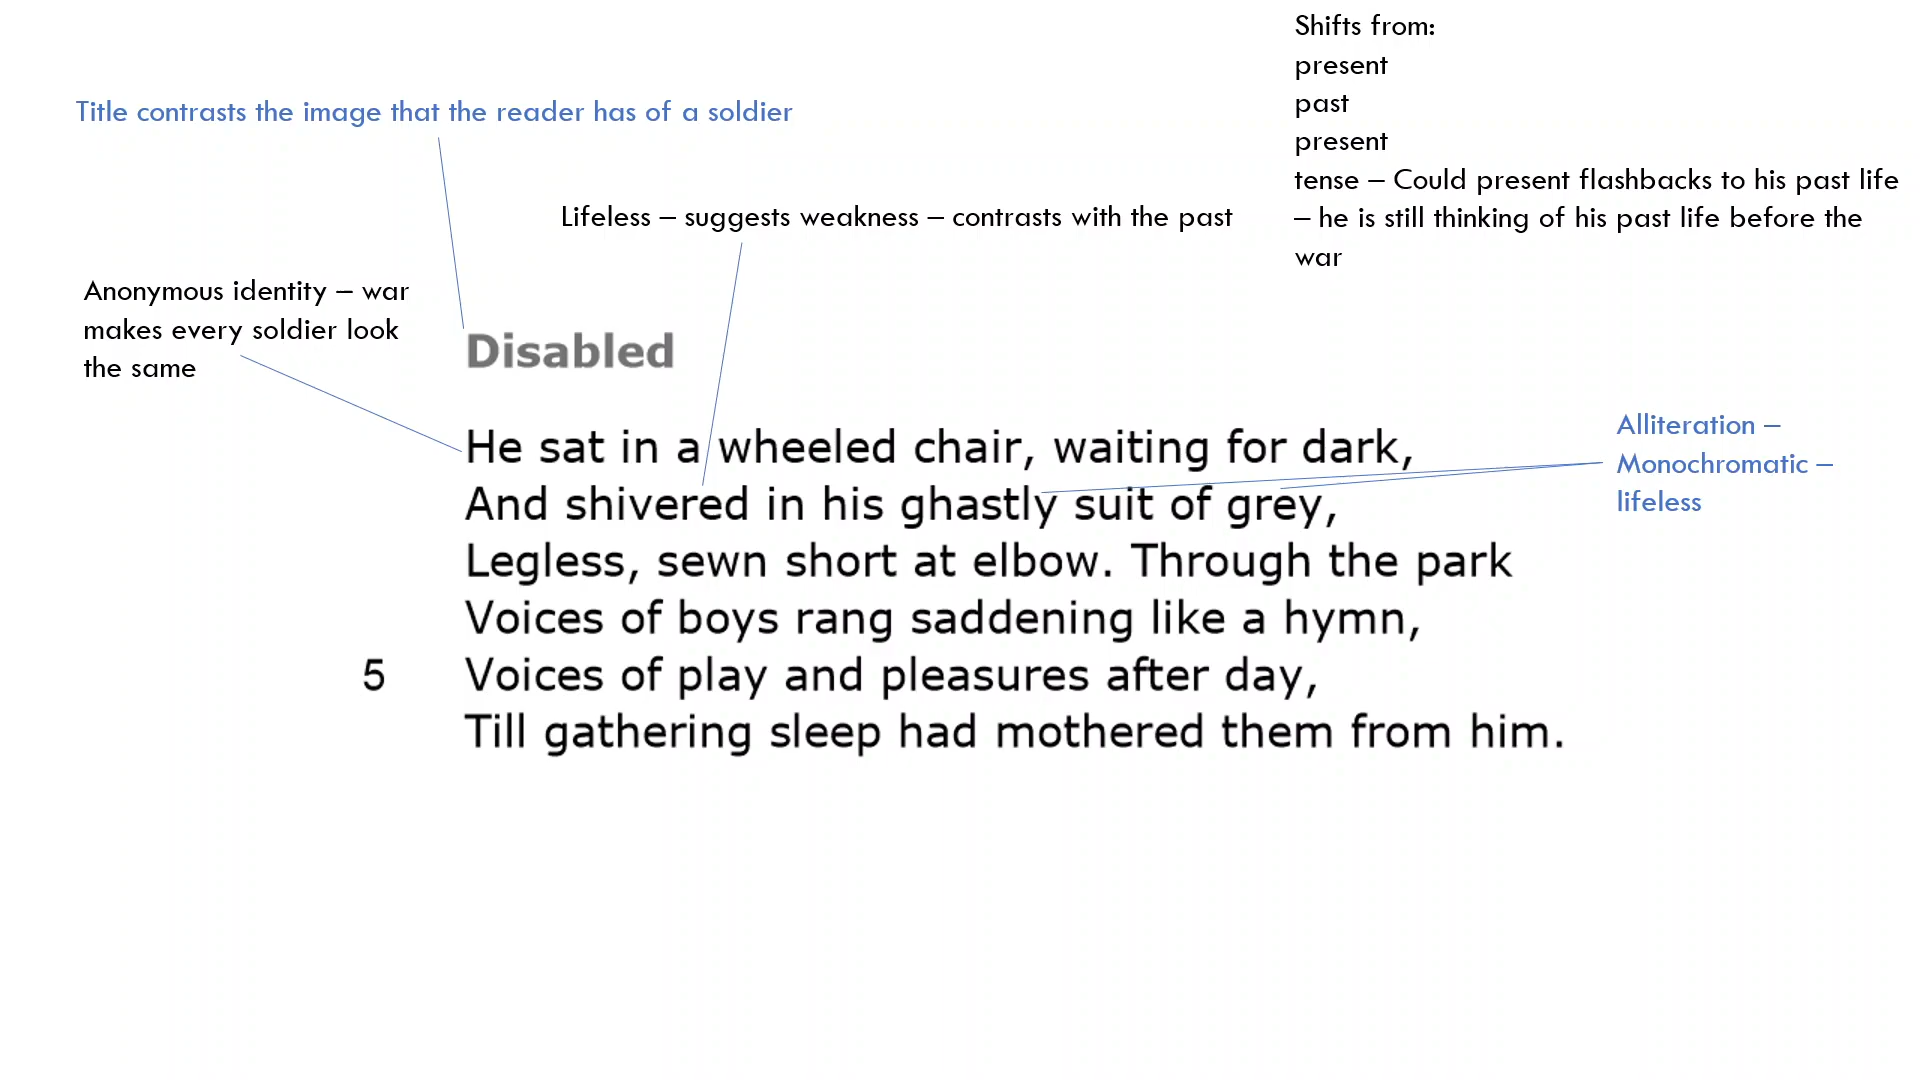 Shifts from:
present
past
present
tense – Could present flashbacks to his past life
– he is still thinking of his past life before the
war
Title contrasts the image that the reader has of a soldier
Lifeless – suggests weakness – contrasts with the past
Anonymous identity – war
makes every soldier look
the same
Disabled
He sat in a wheeled chair, waiting for dark,
And shivered in his ghastly suit of grey,
Legless, sewn short at elbow. Through the park
Voices of boys rang saddening like a hymn,
5 Voices of play and pleasures after day,
Till gathering sleep had mothered them from him.
Alliteration –
Monochromatic –
lifeless